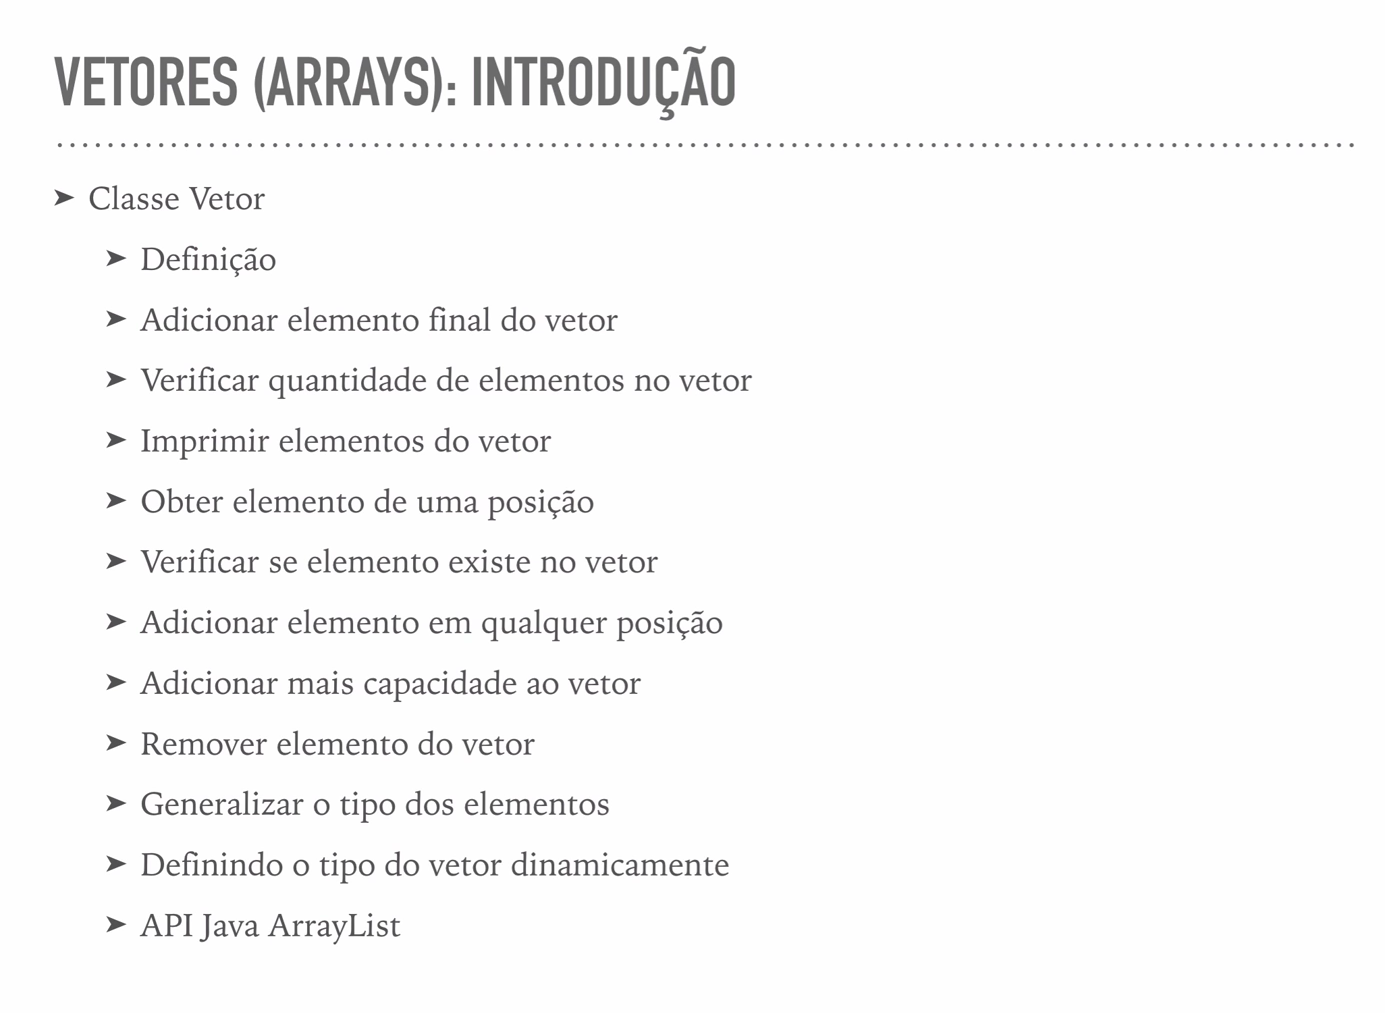 VETORES (ARRAYS): INTRODUÇÃO
➤ Classe Vetor
➤ Definição
➤ Adicionar elemento final do vetor
➤ Verificar quantidade de elementos no vetor
➤ Imprimir elementos do vetor
➤ Obter elemento de uma posição
➤ Verificar se elemento existe no vetor
➤ Adicionar elemento em qualquer posição
➤ Adicionar mais capacidade ao vetor
➤ Remover elemento do vetor
➤ Generalizar o tipo dos elementos
➤ Definindo o tipo do vetor dinamicamente
➤ API Java ArrayList